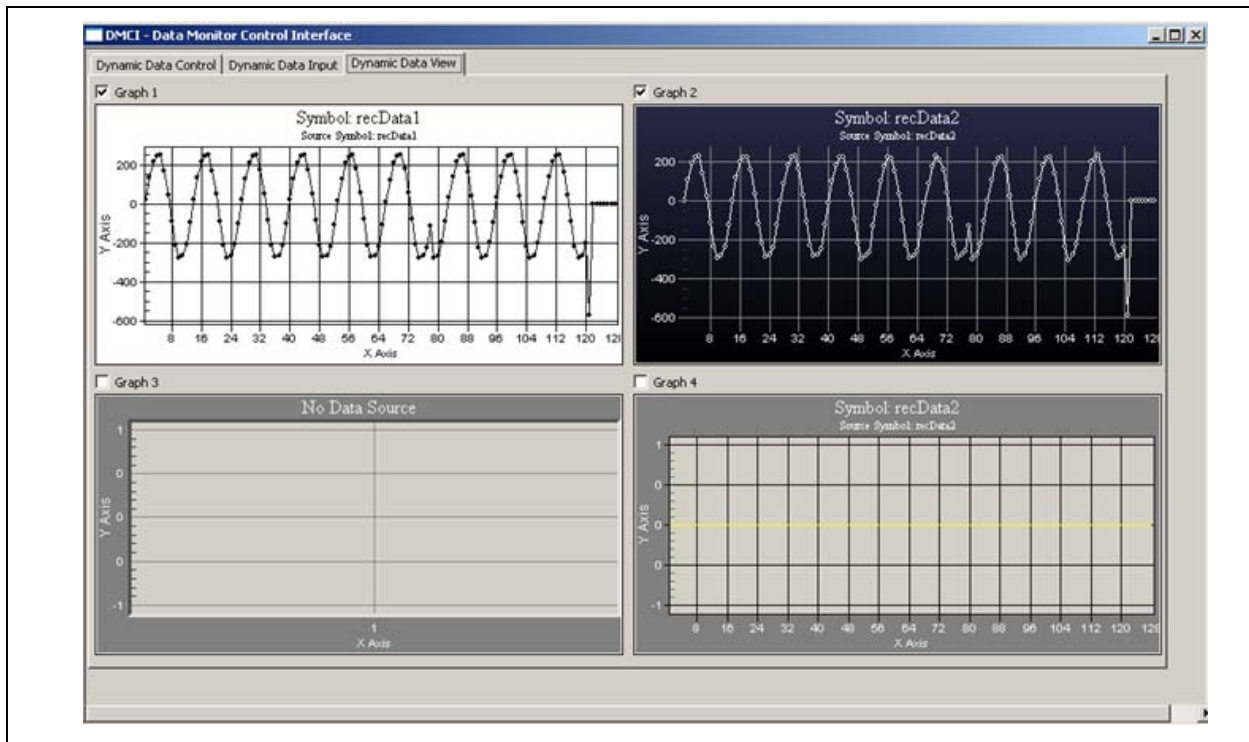 DMCI - Data Monitor Control Interface
Dynamic Data Control Dynamic Data Input Dynamic Data View
Graph 1
Symbol: recData1
Source Symbol: recData1
200
0
-200
-400
-600
Y Axis
8 16 24 32 40 48 56 64 72 80 88 96 104 112 120 128
X Axis
Graph 2
Symbol: recData2
Source Symbol: recData2
200
0
-200
-400
-600
Y Axis
8 16 24 32 40 48 56 64 72 80 88 96 104 112 120 128
X Axis
Graph 3
No Data Source
1
0
0
0
-1
Y Axis
1
X Axis
Graph 4
Symbol: recData2
Source Symbol: recData2
1
0
0
0
-1
Y Axis
8 16 24 32 40 48 56 64 72 80 88 96 104 112 120 128
X Axis